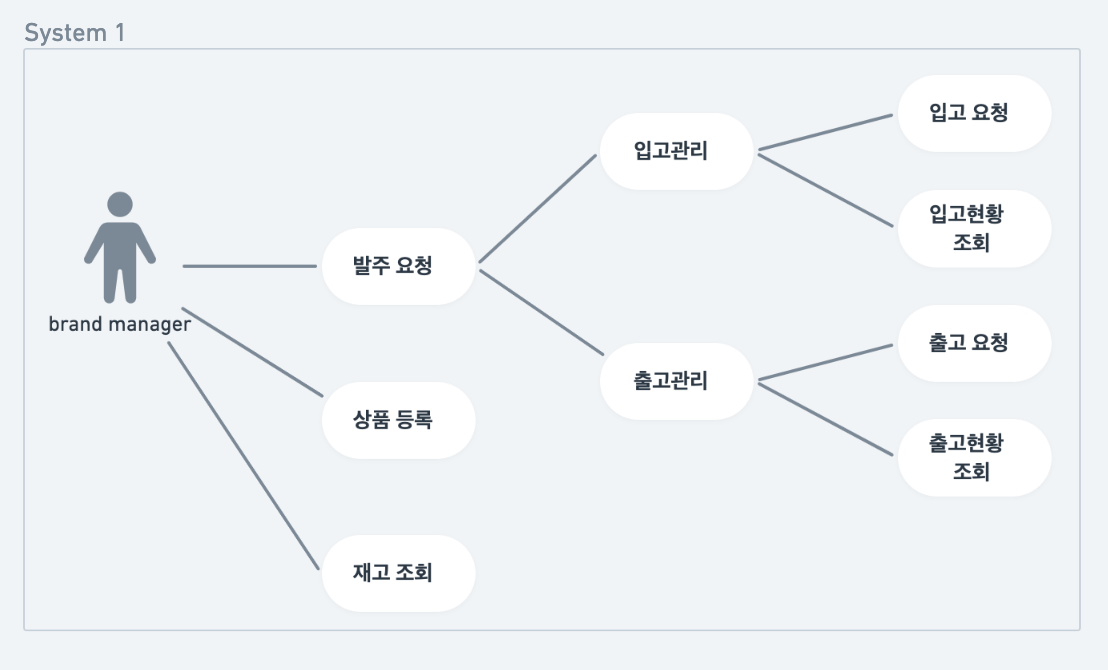 System 1
입고 요청
입고관리
입고현황
조회
발주 요청
brand manager
출고 요청
출고관리
상품 등록
출고현황
조회
재고 조회